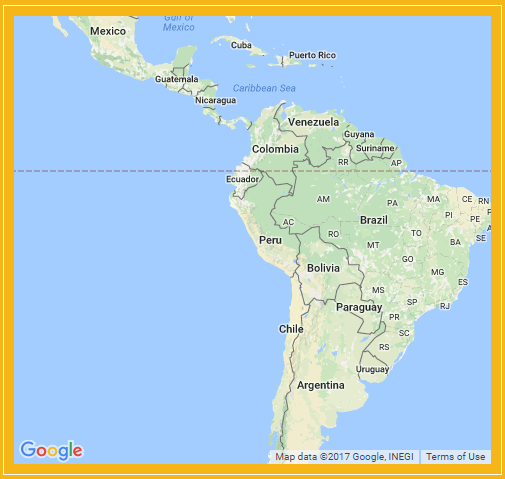 Gulf of
Mexico
Mexico
Cuba
Puerto Rico
Guatemala
Caribbean Sea
Nicaragua
Venezuela
Guyana
Colombia
Suriname
RR
AP
Ecuador
AM
PA
MA
CE
RN
PI
PE
AC
Brazil
TO
SE
RO
BA
Peru
MT
GO
Bolivia
MG
MS
ES
SP
Paraguay
RJ
PR
Chile
SC
RS
Uruguay
Argentina
Google
Map data ©2017 Google, INEGI
Terms of Use